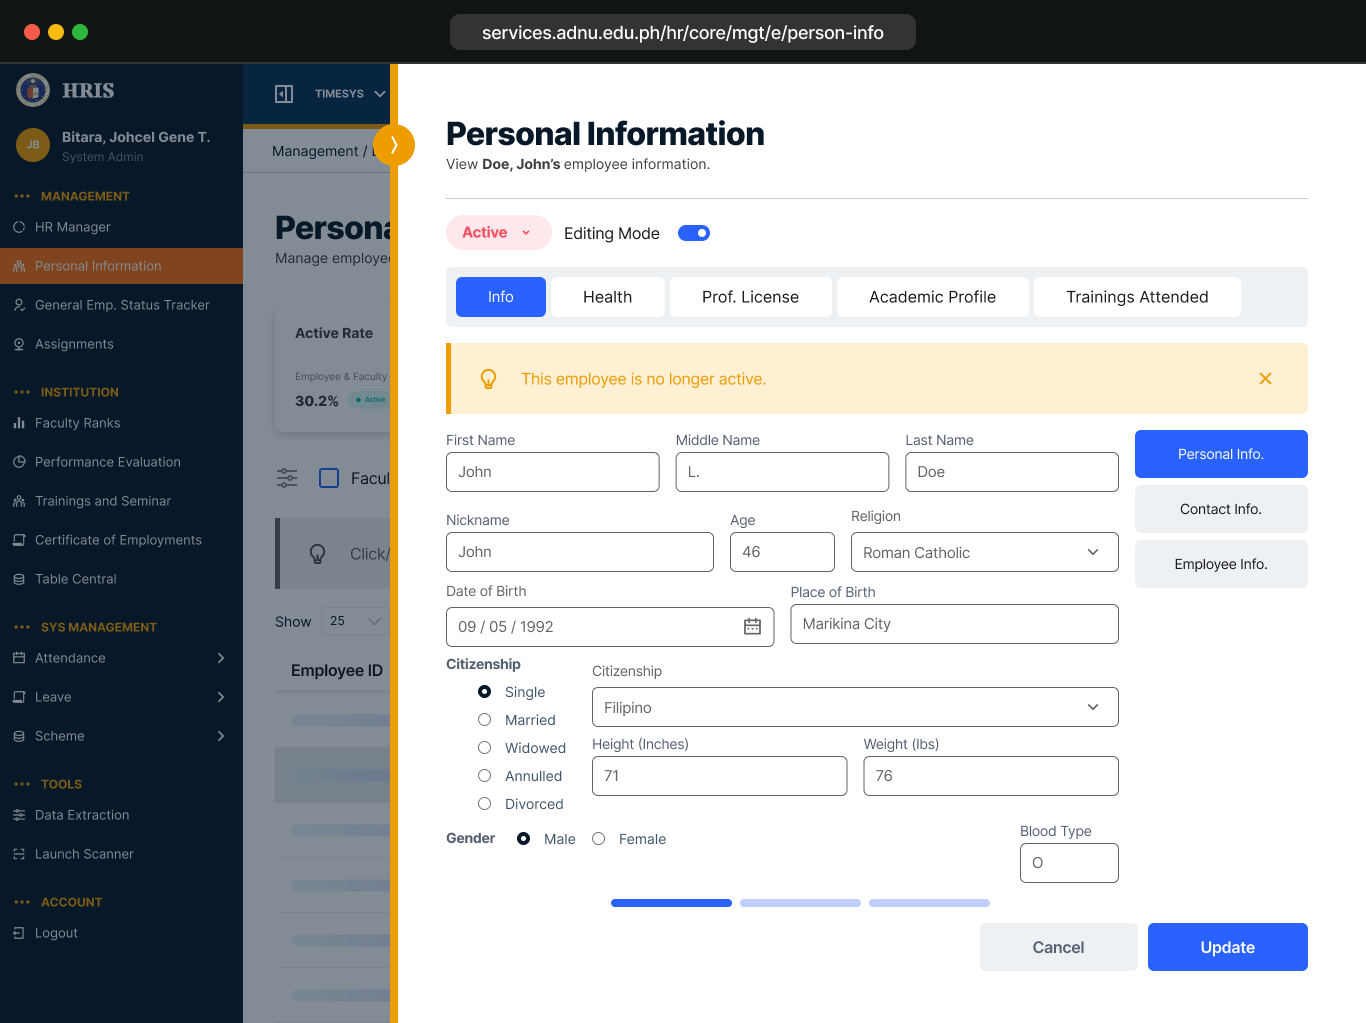 services.adnu.edu.ph/hr/core/mgt/e/person-info
HRIS
JB
Bitara, Johcel Gene T.
System Admin
MANAGEMENT
HR Manager
Personal Information
General Emp. Status Tracker
Assignments
INSTITUTION
Faculty Ranks
Performance Evaluation
Trainings and Seminar
Certificate of Employments
Table Central
SYS MANAGEMENT
Attendance
Leave
Scheme
TOOLS
Data Extraction
Launch Scanner
ACCOUNT
Logout
TIMESYS
Management /
Persona
Manage employe
Active Rate
Employee & Faculty
30.2% Active
Facul
Click/
Show 25
Employee ID
Personal Information
View Doe, John's employee information.
Active Editing Mode
Info Health Prof. License Academic Profile Trainings Attended
This employee is no longer active.
First Name Middle Name Last Name
John L. Doe
Nickname Age Religion
John 46 Roman Catholic
Date of Birth Place of Birth
09 / 05 / 1992 Marikina City
Citizenship Citizenship
Single
Married
Widowed
Annulled
Divorced
Filipino
Height (Inches) Weight (lbs)
71 76
Gender Male Female
Blood Type
O
Personal Info.
Contact Info.
Employee Info.
Cancel Update